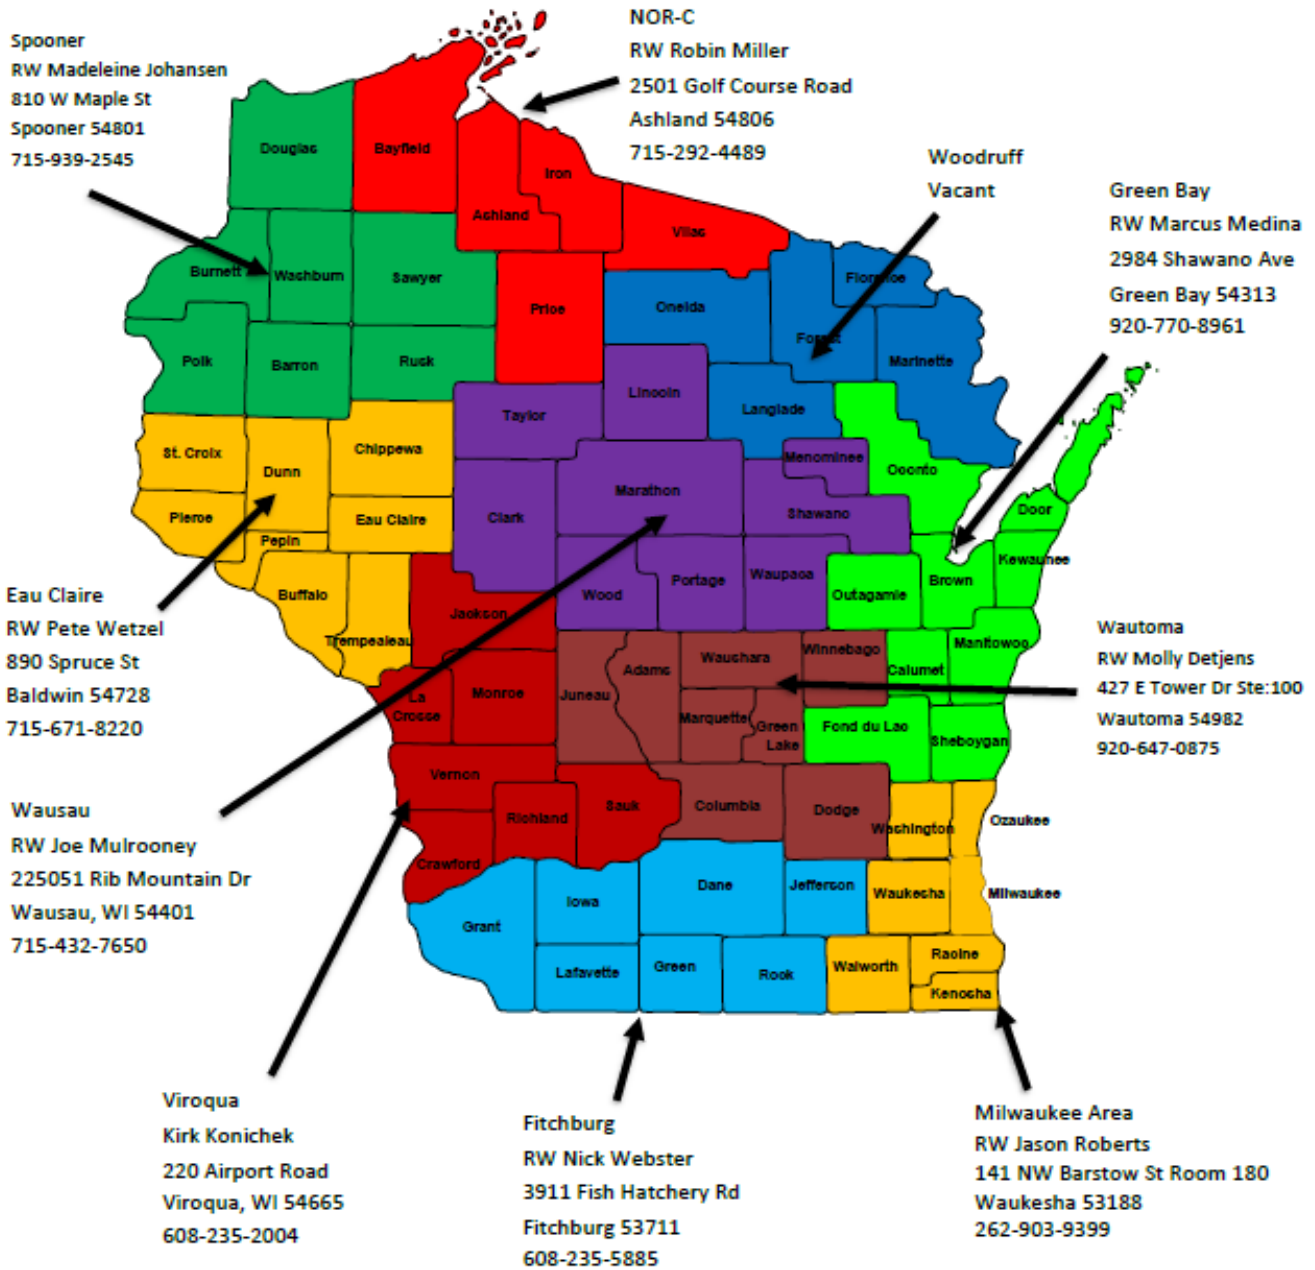 Spooner
RW Madeleine Johansen
810 W Maple St
Spooner 54801
715-939-2545
NOR-C
RW Robin Miller
2501 Golf Course Road
Ashland 54806
715-292-4489
Woodruff
Vacant
Green Bay
RW Marcus Medina
2984 Shawano Ave
Green Bay 54313
920-770-8961
Douglas
Bayfield
Iron
Ashland
Vilas
Burnett
Washburn
Sawyer
Florence
Oneida
Price
Forest
Marinette
Polk
Barron
Rusk
Lincoln
Taylor
Langlade
Chippewa
St. Croix
Dunn
Menominee
Oconto
Marathon
Pierce
Eau Claire
Clark
Shawano
Door
Pepin
Kewaunee
Buffalo
Wood
Portage
Waupaca
Outagamie
Brown
Jackson
Trempealeau
Manitowoc
Eau Claire
RW Pete Wetzel
890 Spruce St
Baldwin 54728
715-671-8220
Wautoma
RW Molly Detjens
427 E Tower Dr Ste:100
Wautoma 54982
920-647-0875
Adams
Waushara
Winnebago
Calumet
La
Crosse
Monroe
Juneau
Marquette
Green
Lake
Fond du Lac
Sheboygan
Vernon
Richland
Sauk
Columbia
Dodge
Washington
Ozaukee
Crawford
Wausau
RW Joe Mulrooney
225051 Rib Mountain Dr
Wausau, WI 54401
715-432-7650
Grant
Iowa
Dane
Jefferson
Waukesha
Milwaukee
Lafayette
Green
Rock
Walworth
Racine
Kenosha
Viroqua
Kirk Konichek
220 Airport Road
Viroqua, WI 54665
608-235-2004
Fitchburg
RW Nick Webster
3911 Fish Hatchery Rd
Fitchburg 53711
608-235-5885
Milwaukee Area
RW Jason Roberts
141 NW Barstow St Room 180
Waukesha 53188
262-903-9399